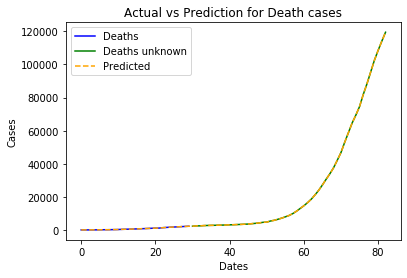 Actual vs Prediction for Death cases
Deaths
Deaths unknown
Predicted
120000
100000
80000
60000
40000
20000
0
Cases
0
20
40
60
80
Dates